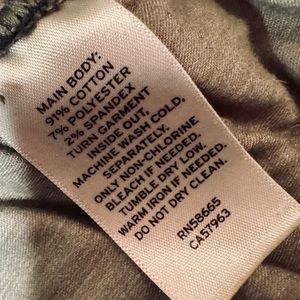 MAIN BODY:
91% COTTON
7% POLYESTER
2% SPANDEX
TURN GARMENT
INSIDE OUT.
MACHINE WASH COLD.
SEPARATELY.
ONLY NON-CHLORINE
BLEACH IF NEEDED.
TUMBLE DRY LOW.
WARM IRON IF NEEDED.
DO NOT DRY CLEAN.
RN58665
CA57963